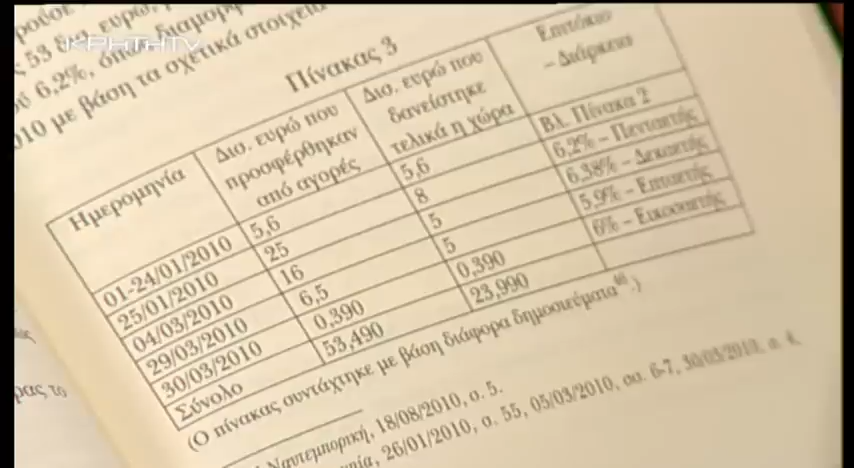 ΚΡΗΤΗTV
ς 53 δισ. ευρώ,
ού 6,2%, όπως διαμορφ
010 με βάση τα σχετικά στοιχεία
Πίνακας 3
Ημερομηνία | Δισ. ευρώ που προσφέρθηκαν από αγορές | Δισ. ευρώ που δανείστηκε τελικά η χώρα | Επιτόκιο – Διάρκεια
01-24/01/2010 | 5,6 | 5,6 | Βλ. Πίνακα 2
25/01/2010 | 25 | 8 | 6,2% – Πενταετής
04/03/2010 | 16 | 5 | 6,38% – Δεκαετής
29/03/2010 | 6,5 | 5 | 5,9% – Επταετής
30/03/2010 | 0,390 | 0,390 | 6% – Εικοσαετής
Σύνολο | 53,490 | 23,990
(Ο πίνακας συντάχτηκε με βάση διάφορα δημοσιεύματα.)
Ναυτεμπορική, 18/08/2010, σ. 5.
26/01/2010, σ. 55, 05/03/2010, σσ. 6-7, 30/03/2010, σ. 4.
ρας το